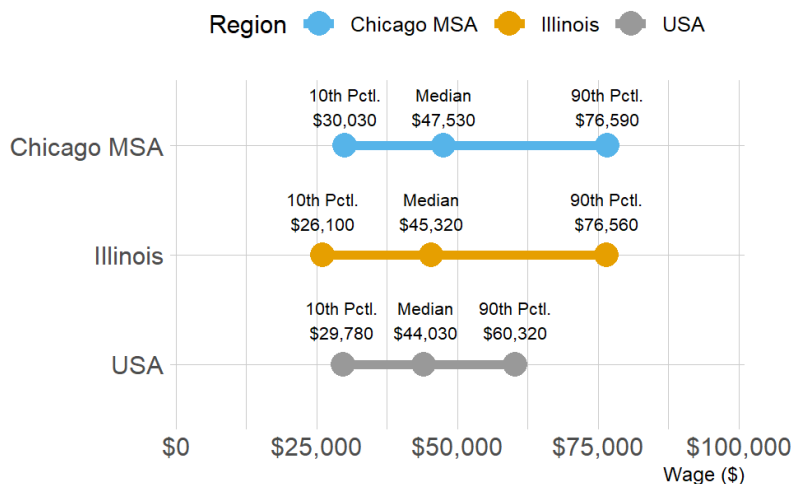 Region Chicago MSA Illinois USA
10th Pctl. Median 90th Pctl.
$30,030 $47,530 $76,590
Chicago MSA
10th Pctl. Median 90th Pctl.
$26,100 $45,320 $76,560
Illinois
10th Pctl. Median 90th Pctl.
$29,780 $44,030 $60,320
USA
$0 $25,000 $50,000 $75,000 $100,000
Wage ($)